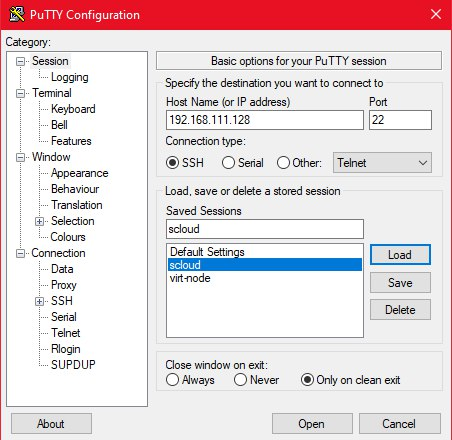 PuTTY Configuration
Category:
Session
Logging
Terminal
Keyboard
Bell
Features
Window
Appearance
Behaviour
Translation
Selection
Colours
Connection
Data
Proxy
SSH
Serial
Telnet
Rlogin
SUPDUP
Basic options for your PuTTY session
Specify the destination you want to connect to
Host Name (or IP address) Port
192.168.111.128 22
Connection type:
SSH Serial Other: Telnet
Load, save or delete a stored session
Saved Sessions
scloud
Default Settings
scloud
virt-node
Load
Save
Delete
Close window on exit:
Always Never Only on clean exit
About Open Cancel